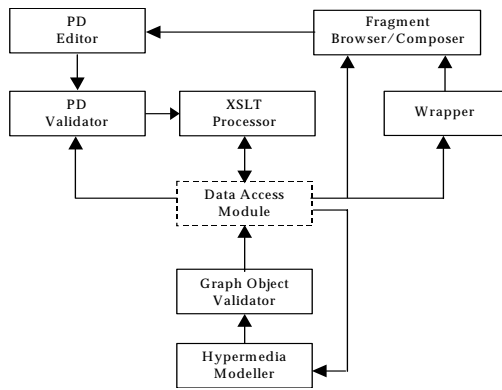 PD
Editor
Fragment
Browser/Composer
PD
Validator
XSLT
Processor
Wrapper
Data Access
Module
Graph Object
Validator
Hypermedia
Modeller